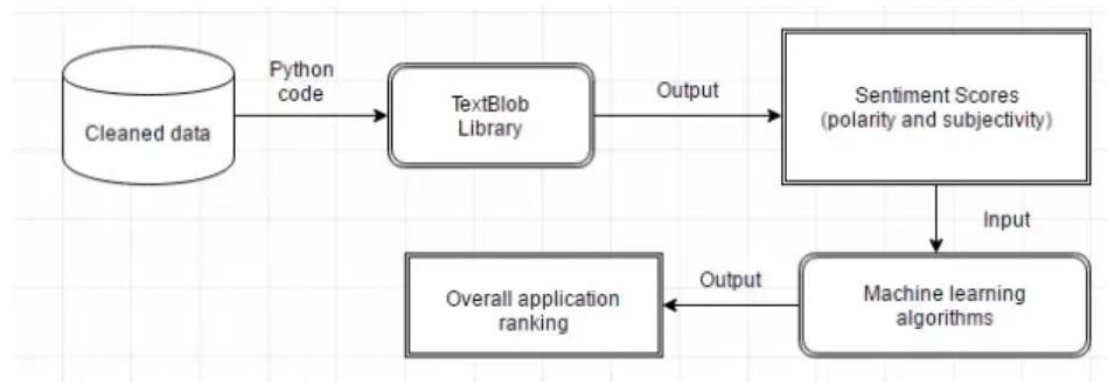 Cleaned data
Python
code
TextBlob
Library
Output
Sentiment Scores
(polarity and subjectivity)
Input
Machine learning
algorithms
Output
Overall application
ranking